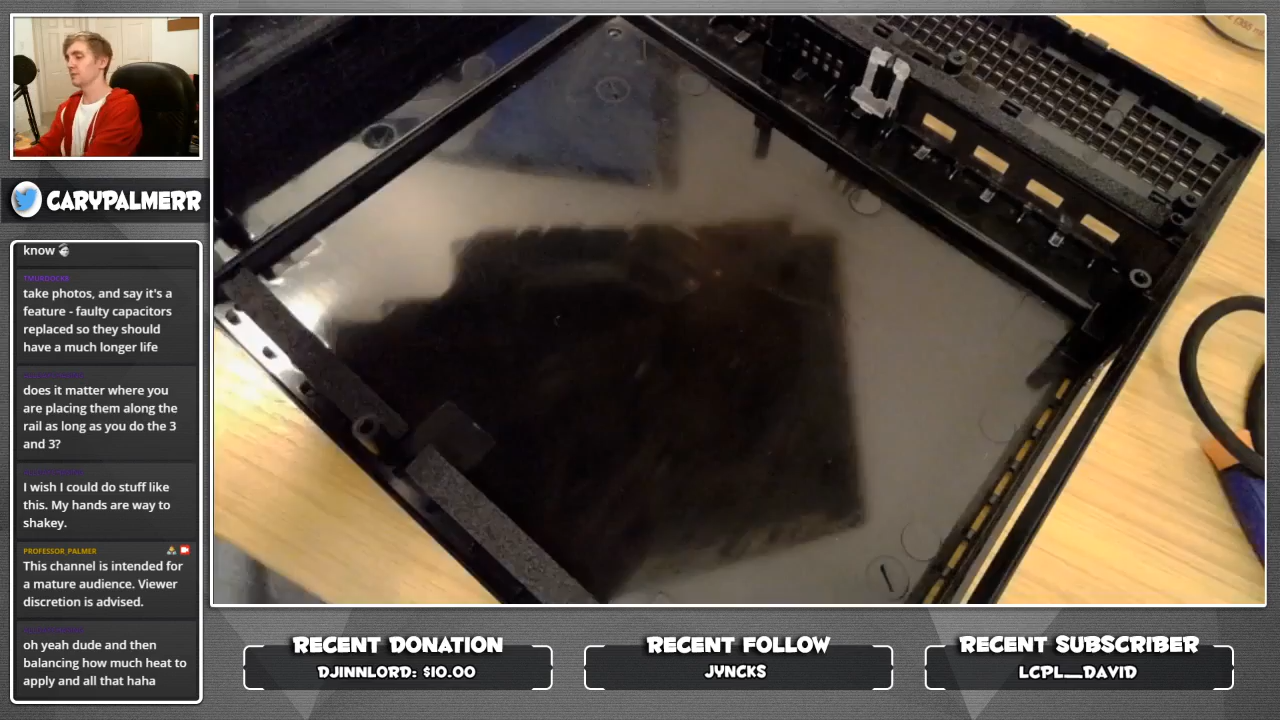 CARYPALMERR
know
TMURDOCK8
take photos, and say it's a
feature - faulty capacitors
replaced so they should
have a much longer life
does it matter where you
are placing them along the
rail as long as you do the 3
and 3?
I wish I could do stuff like
this. My hands are way to
shakey.
PROFESSOR_PALMER
This channel is intended for
a mature audience. Viewer
discretion is advised.
oh yeah dude and then
balancing how much heat to
apply and all that haha
RECENT DONATION
DJINNLORD: $10.00
RECENT FOLLOW
JYNCKS
RECENT SUBSCRIBER
LCPL__DAVID